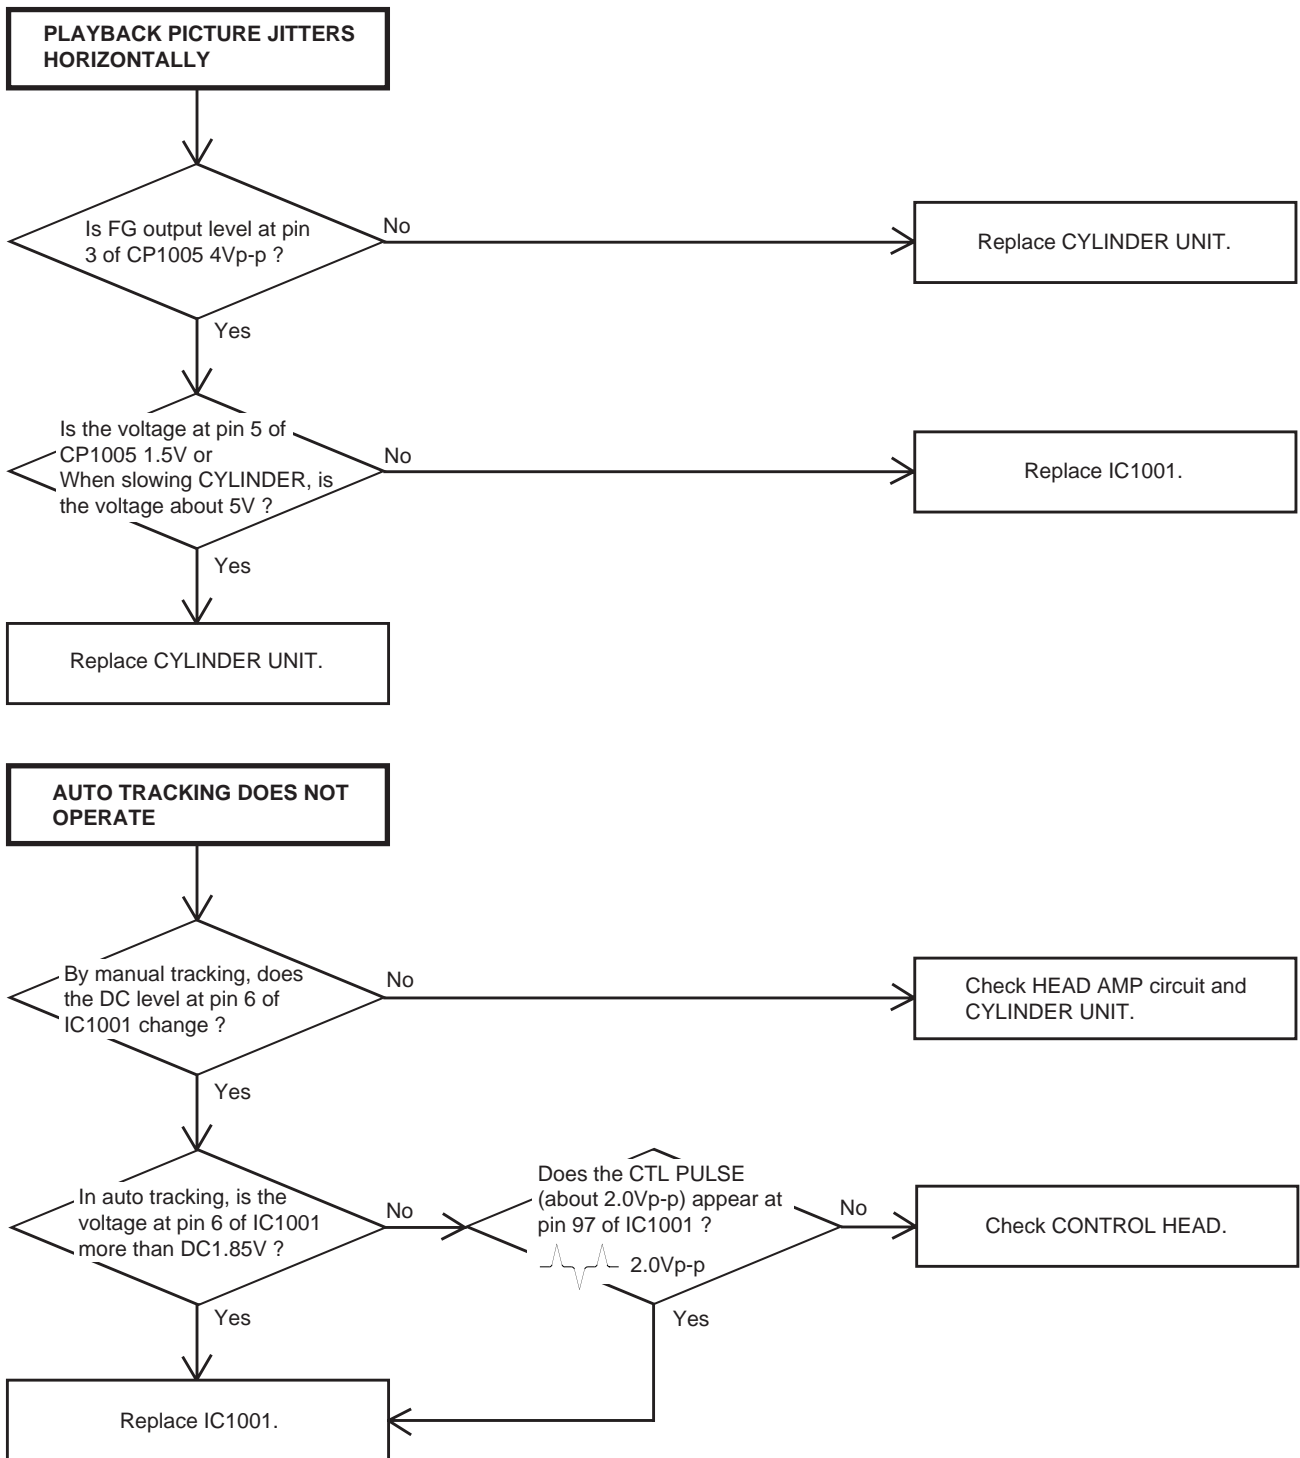 PLAYBACK PICTURE JITTERS
HORIZONTALLY
Is FG output level at pin
3 of CP1005 4Vp-p ?
No
Replace CYLINDER UNIT.
Yes
Is the voltage at pin 5 of
CP1005 1.5V or
When slowing CYLINDER, is
the voltage about 5V ?
No
Replace IC1001.
Yes
Replace CYLINDER UNIT.
AUTO TRACKING DOES NOT
OPERATE
By manual tracking, does
the DC level at pin 6 of
IC1001 change ?
No
Check HEAD AMP circuit and
CYLINDER UNIT.
Yes
In auto tracking, is the
voltage at pin 6 of IC1001
more than DC1.85V ?
No
Does the CTL PULSE
(about 2.0Vp-p) appear at
pin 97 of IC1001 ?
2.0Vp-p
No
Check CONTROL HEAD.
Yes
Yes
Replace IC1001.